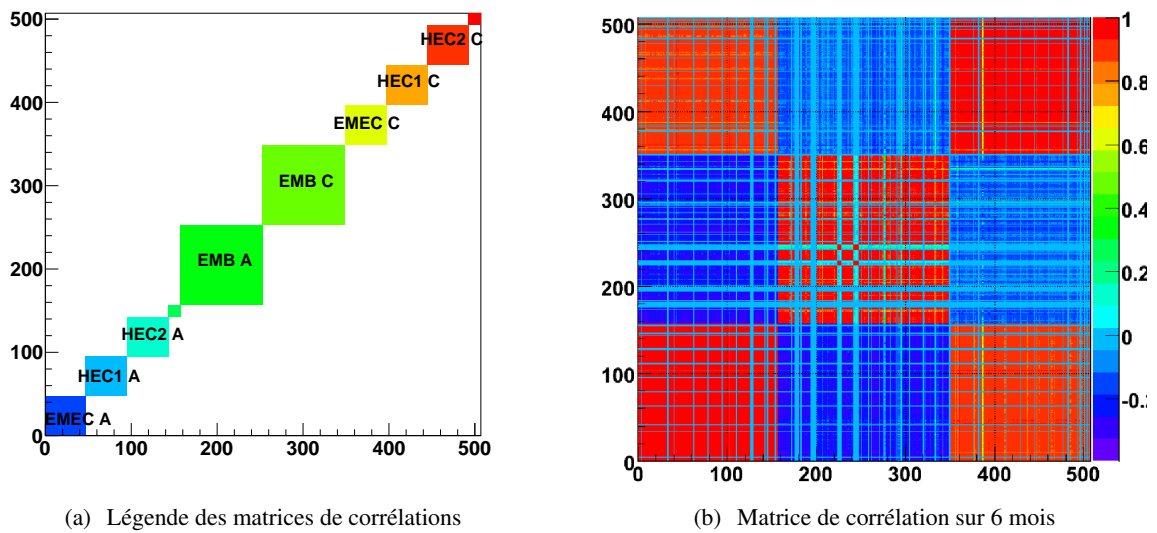 500
400
300
200
100
0
0 100 200 300 400 500
HEC2 C
HEC1 C
EMEC C
EMB C
EMB A
HEC2 A
HEC1 A
EMEC A
500
400
300
200
100
0
0 100 200 300 400 500
1
0.8
0.6
0.4
0.2
0
(a) Légende des matrices de corrélations
(b) Matrice de corrélation sur 6 mois